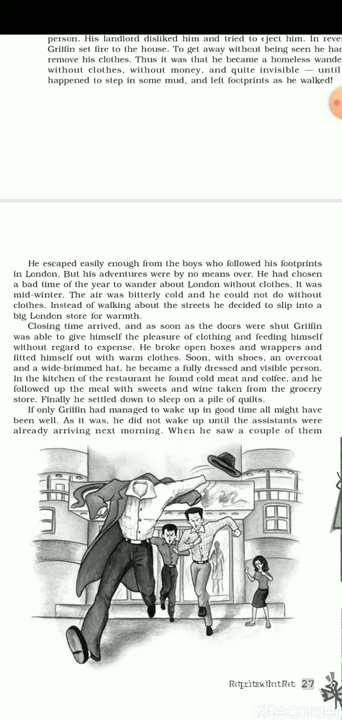 person. His landlord disliked him and tried to eject him. In
Griffin set fire to the house. To get away without being seen he had
remove his clothes. Thus it was that he became a homeless
without clothes, without money, and quite invisible — until
happened to step in some mud, and left footprints as he walked!
He escaped easily enough from the boys who followed his footprints
in London. But his adventures were by no means over. He had chosen
a bad time of the year to wander about London without clothes. It was
mid-winter. The air was bitterly cold and he could not do without
clothes. Instead of walking about the streets he decided to slip into a
big London store for warmth.
Closing time arrived, and as soon as the doors were shut Griffin
was able to give himself the pleasure of clothing and feeding himself
without regard to expense. He broke open boxes and wrappers and
fitted himself out with warm clothes. Soon, with shoes, an overcoat
and a wide-brimmed hat, he became a fully dressed and visible person.
In the kitchen of the restaurant he found cold meat and coffee, and he
followed up the meal with sweets and wine taken from the grocery
store. Finally he settled down to sleep on a pile of quilts.
If only Griffin had managed to wake up in good time all might have
been well. As it was, he did not wake up until the assistants were
already arriving next morning. When he saw a couple of them
27